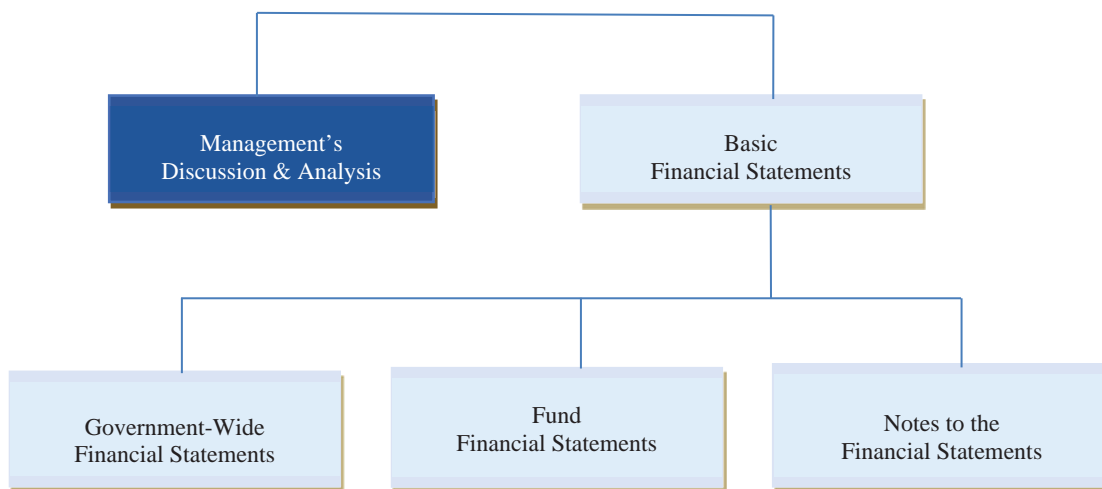 Management’s
Discussion & Analysis
Basic
Financial Statements
Government-Wide
Financial Statements
Fund
Financial Statements
Notes to the
Financial Statements